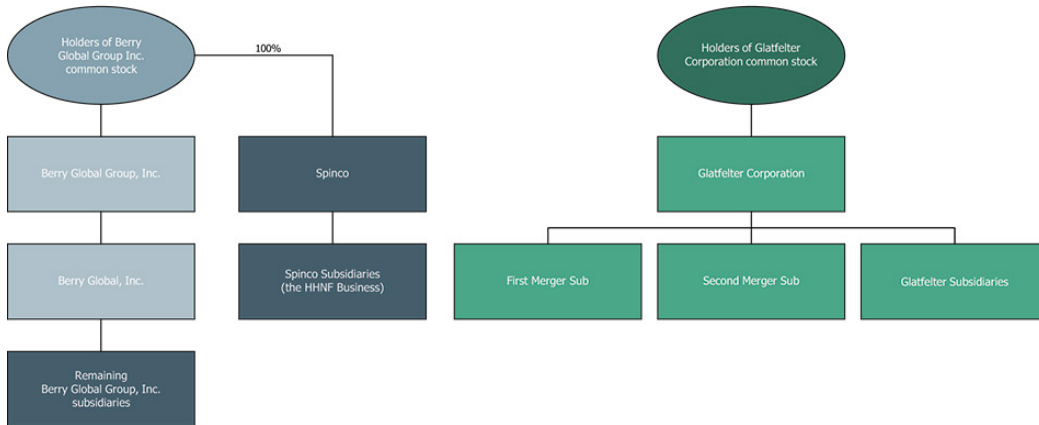 Holders of Berry
Global Group Inc.
common stock
100%
Holders of Glatfelter
Corporation common stock
Berry Global Group, Inc.
Spinco
Glatfelter Corporation
Berry Global, Inc.
Spinco Subsidiaries
(the HHNF Business)
First Merger Sub
Second Merger Sub
Glatfelter Subsidiaries
Remaining
Berry Global Group, Inc.
subsidiaries